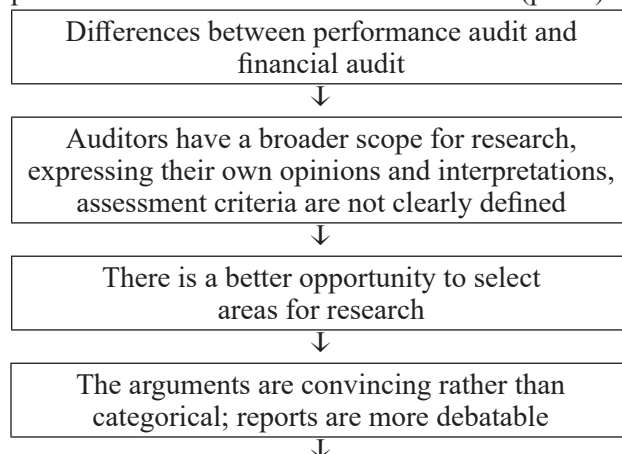 Differences between performance audit and
financial audit
↓
Auditors have a broader scope for research,
expressing their own opinions and interpretations,
assessment criteria are not clearly defined
↓
There is a better opportunity to select
areas for research
↓
The arguments are convincing rather than
categorical; reports are more debatable
↓